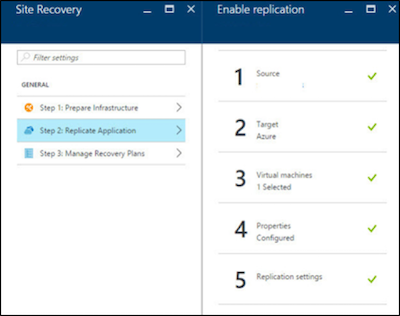 Site Recovery
Filter settings
GENERAL
Step 1: Prepare Infrastructure
Step 2: Replicate Application
Step 3: Manage Recovery Plans
Enable replication
1 Source
2 Target
Azure
3 Virtual machines
1 Selected
4 Properties
Configured
5 Replication settings